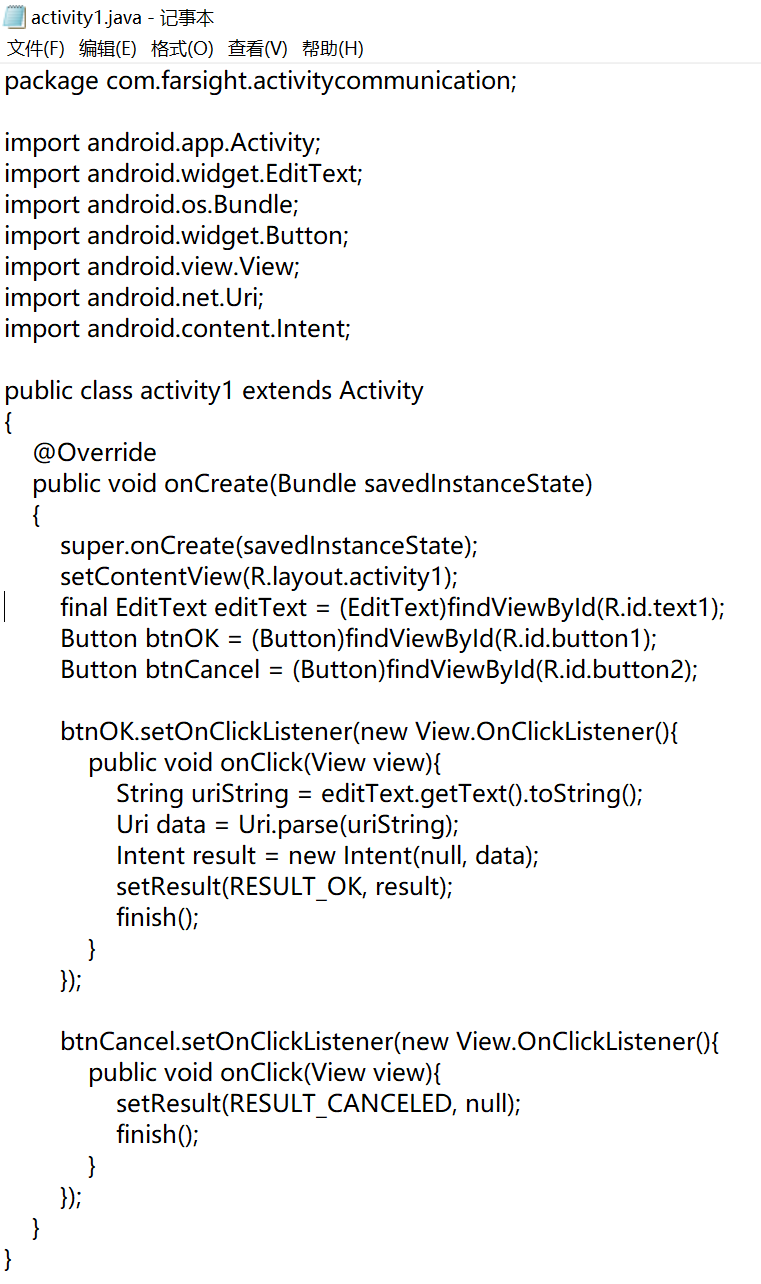 activity1.java - 记事本
文件(F) 编辑(E) 格式(O) 查看(V) 帮助(H)
package com.farsight.activitycommunication;

import android.app.Activity;
import android.widget.EditText;
import android.os.Bundle;
import android.widget.Button;
import android.view.View;
import android.net.Uri;
import android.content.Intent;

public class activity1 extends Activity
{
    @Override
    public void onCreate(Bundle savedInstanceState)
    {
        super.onCreate(savedInstanceState);
        setContentView(R.layout.activity1);
        final EditText editText = (EditText)findViewById(R.id.text1);
        Button btnOK = (Button)findViewById(R.id.button1);
        Button btnCancel = (Button)findViewById(R.id.button2);

        btnOK.setOnClickListener(new View.OnClickListener(){
            public void onClick(View view){
                String uriString = editText.getText().toString();
                Uri data = Uri.parse(uriString);
                Intent result = new Intent(null, data);
                setResult(RESULT_OK, result);
                finish();
            }
        });

        btnCancel.setOnClickListener(new View.OnClickListener(){
            public void onClick(View view){
                setResult(RESULT_CANCELED, null);
                finish();
            }
        });
    }
}